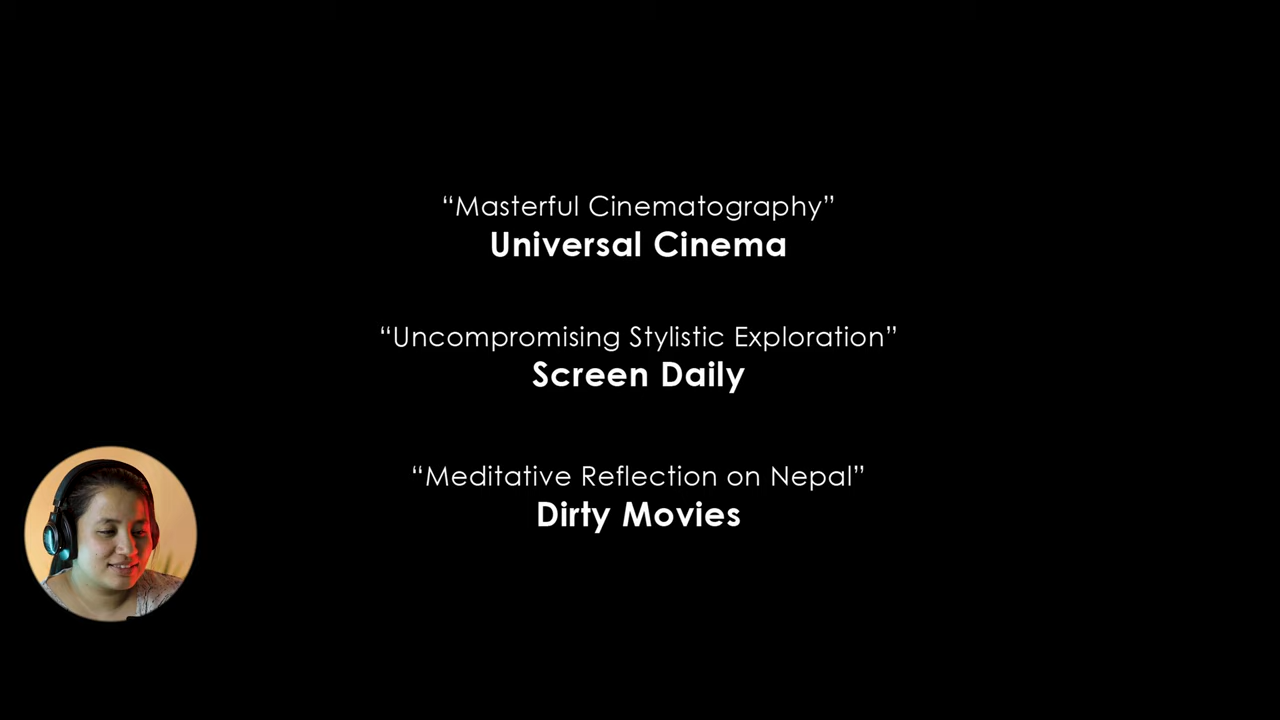 “Masterful Cinematography”
Universal Cinema
“Uncompromising Stylistic Exploration”
Screen Daily
“Meditative Reflection on Nepal”
Dirty Movies